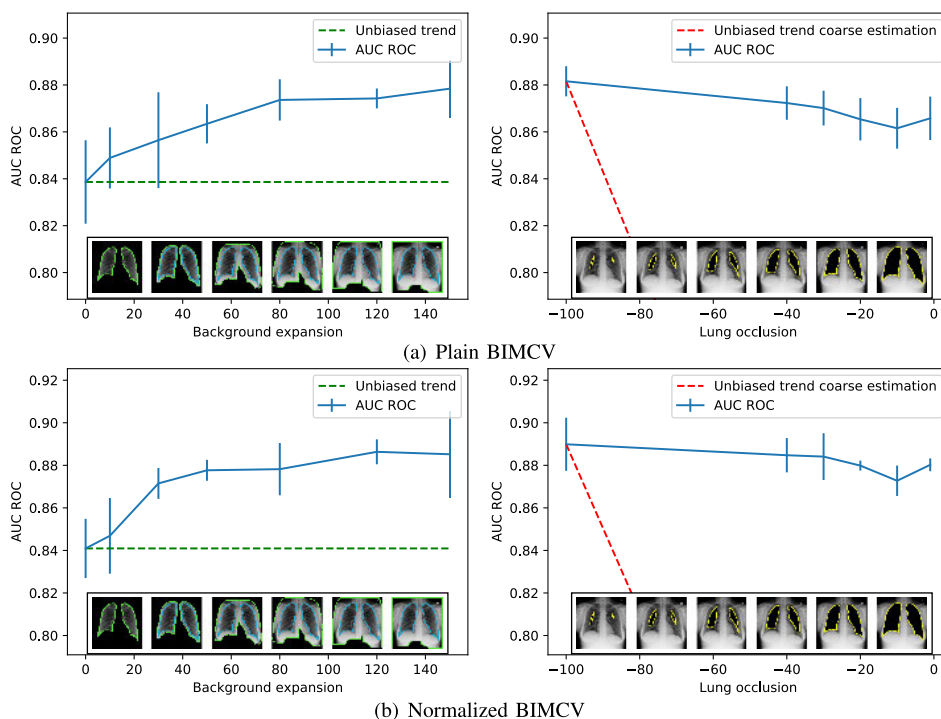 0.90
0.88
0.86
0.84
0.82
0.80
AUC ROC
Unbiased trend
AUC ROC
0 20 40 60 80 100 120 140
Background expansion
0.90
0.88
0.86
0.84
0.82
0.80
AUC ROC
Unbiased trend coarse estimation
AUC ROC
−100 −80 −60 −40 −20 0
Lung occlusion
(a) Plain BIMCV
0.92
0.90
0.88
0.86
0.84
0.82
0.80
AUC ROC
Unbiased trend
AUC ROC
0 20 40 60 80 100 120 140
Background expansion
0.92
0.90
0.88
0.86
0.84
0.82
0.80
AUC ROC
Unbiased trend coarse estimation
AUC ROC
−100 −80 −60 −40 −20 0
Lung occlusion
(b) Normalized BIMCV